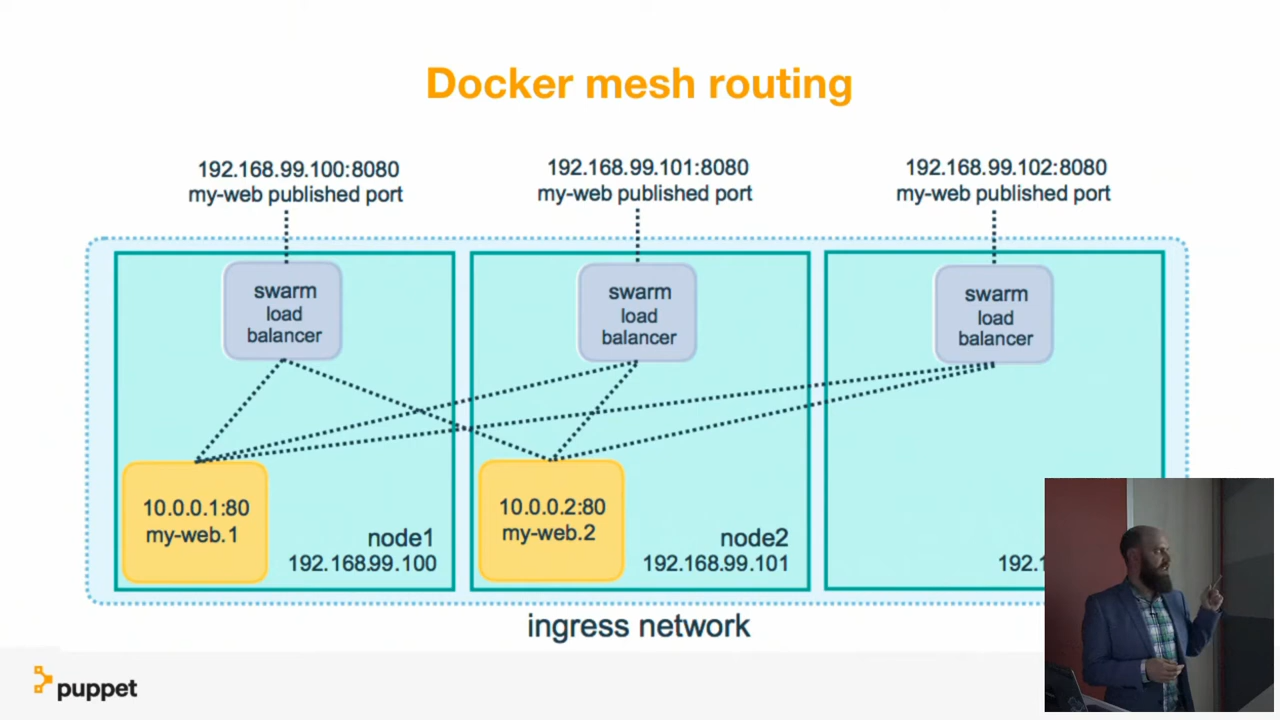 Docker mesh routing
192.168.99.100:8080
my-web published port
192.168.99.101:8080
my-web published port
192.168.99.102:8080
my-web published port
swarm
load
balancer
swarm
load
balancer
swarm
load
balancer
10.0.0.1:80
my-web.1
node1
192.168.99.100
10.0.0.2:80
my-web.2
node2
192.168.99.101
192.1
ingress network
puppet